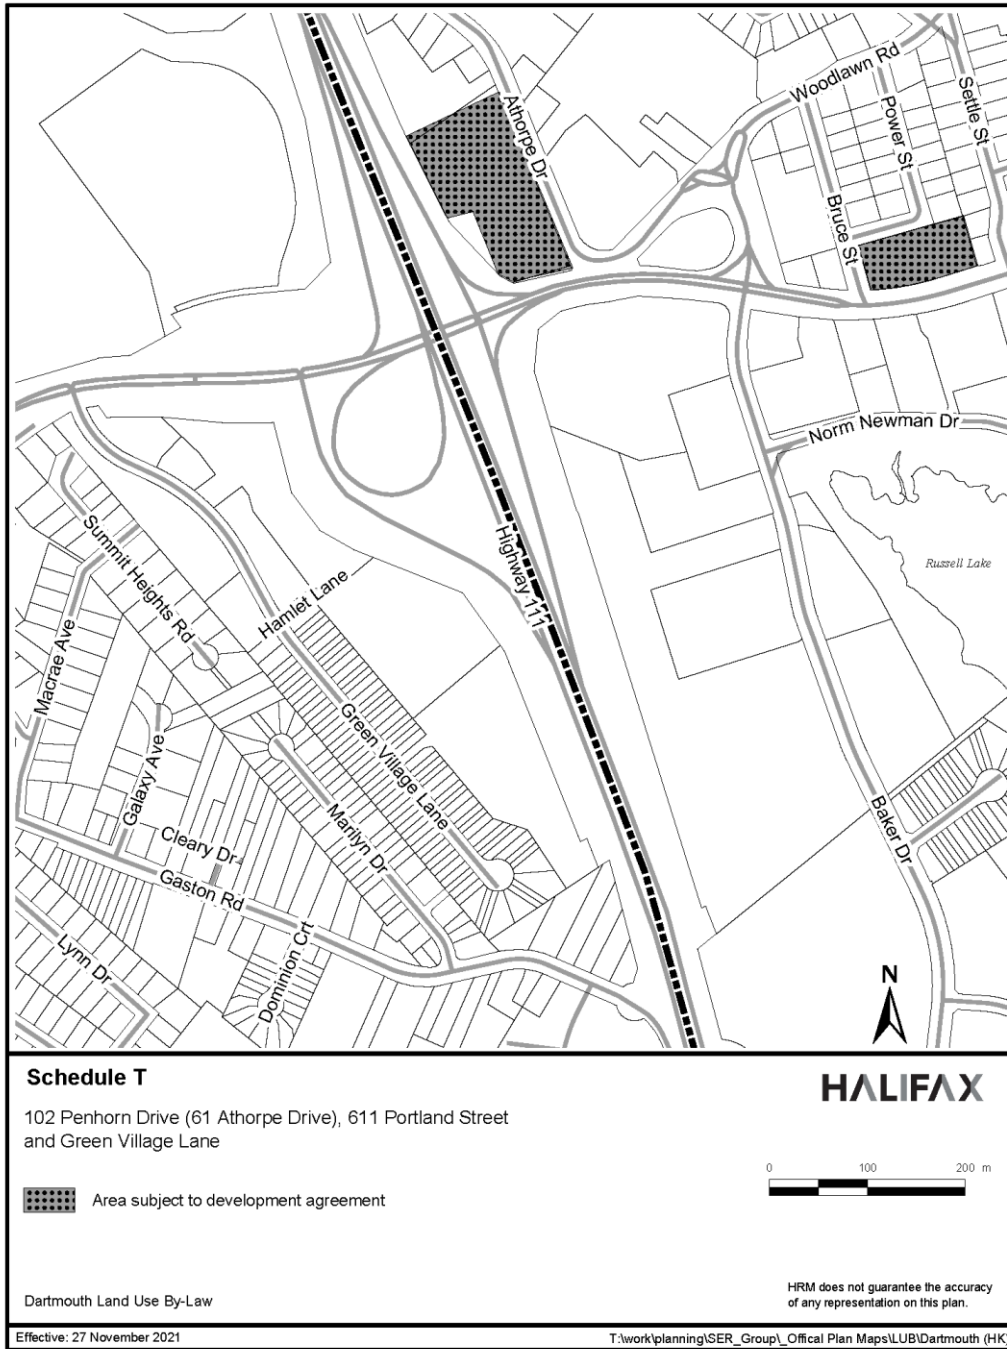 Woodlawn Rd
Settle St
Power St
Athorpe Dr
Bruce St
Norm Newman Dr
Russell Lake
Highway 111
Summit Heights Rd
Hamlet Lane
Macrae Ave
Green Village Lane
Galaxy Ave
Marilyn Dr
Cleary Dr
Gaston Rd
Baker Dr
Lynn Dr
Dominion Crt
N
Schedule T
HALIFAX
102 Penhorn Drive (61 Athorpe Drive), 611 Portland Street
and Green Village Lane
0 100 200 m
Area subject to development agreement
Dartmouth Land Use By-Law
HRM does not guarantee the accuracy
of any representation on this plan.
Effective: 27 November 2021
T:\work\planning\SER_Group\_Offical Plan Maps\LUB\Dartmouth (HK)